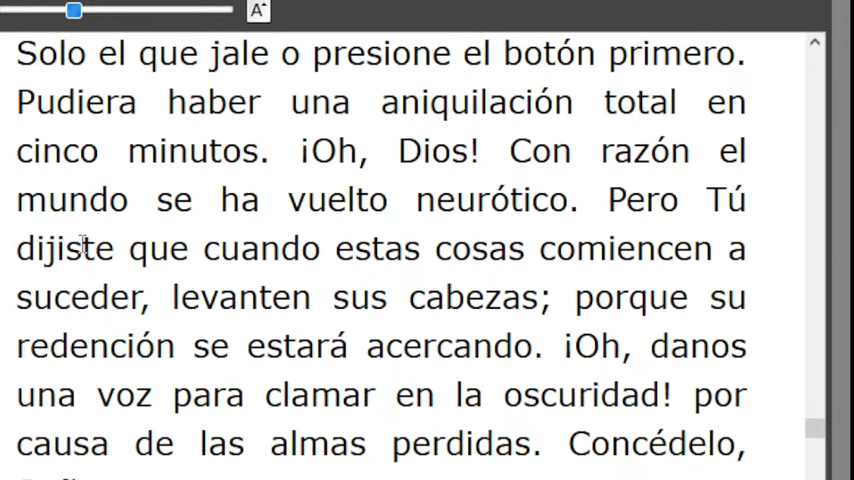 A
Solo el que jale o presione el botón primero.
Pudiera haber una aniquilación total en
cinco minutos. ¡Oh, Dios! Con razón el
mundo se ha vuelto neurótico. Pero Tú
dijiste que cuando estas cosas comiencen a
suceder, levanten sus cabezas; porque su
redención se estará acercando. ¡Oh, danos
una voz para clamar en la oscuridad! por
causa de las almas perdidas. Concédelo,